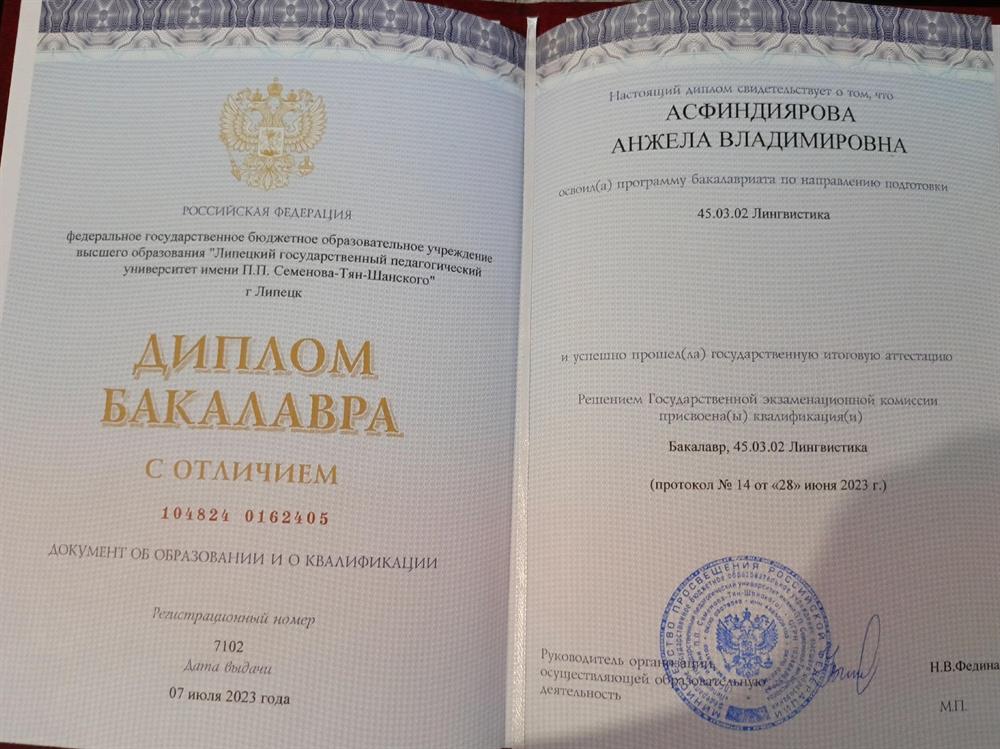 РОССИЙСКАЯ ФЕДЕРАЦИЯ
федеральное государственное бюджетное образовательное учреждение
высшего образования "Липецкий государственный педагогический
университет имени П.П. Семенова-Тян-Шанского"
г Липецк
ДИПЛОМ
БАКАЛАВРА
С ОТЛИЧИЕМ
104824 0162405
ДОКУМЕНТ ОБ ОБРАЗОВАНИИ И О КВАЛИФИКАЦИИ
Регистрационный номер
7102
Дата выдачи
07 июля 2023 года
Настоящий диплом свидетельствует о том, что
АСФИНДИЯРОВА
АНЖЕЛА ВЛАДИМИРОВНА
освоил(а) программу бакалавриата по направлению подготовки
45.03.02 Лингвистика
и успешно прошел(ла) государственную итоговую аттестацию
Решением Государственной экзаменационной комиссии
присвоена(ы) квалификация(и)
Бакалавр, 45.03.02 Лингвистика
(протокол № 14 от «28» июня 2023 г.)
МИНИСТЕРСТВО ПРОСВЕЩЕНИЯ РОССИЙСКОЙ ФЕДЕРАЦИИ
Руководитель организации,
осуществляющей образовательную
деятельность
Н.В.Федина
М.П.